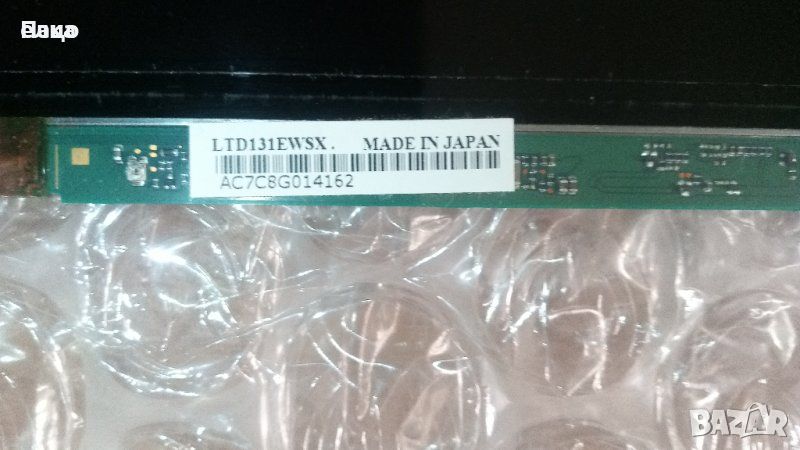 LTD131EWSX. MADE IN JAPAN
AC7C8G014162
BAZAR